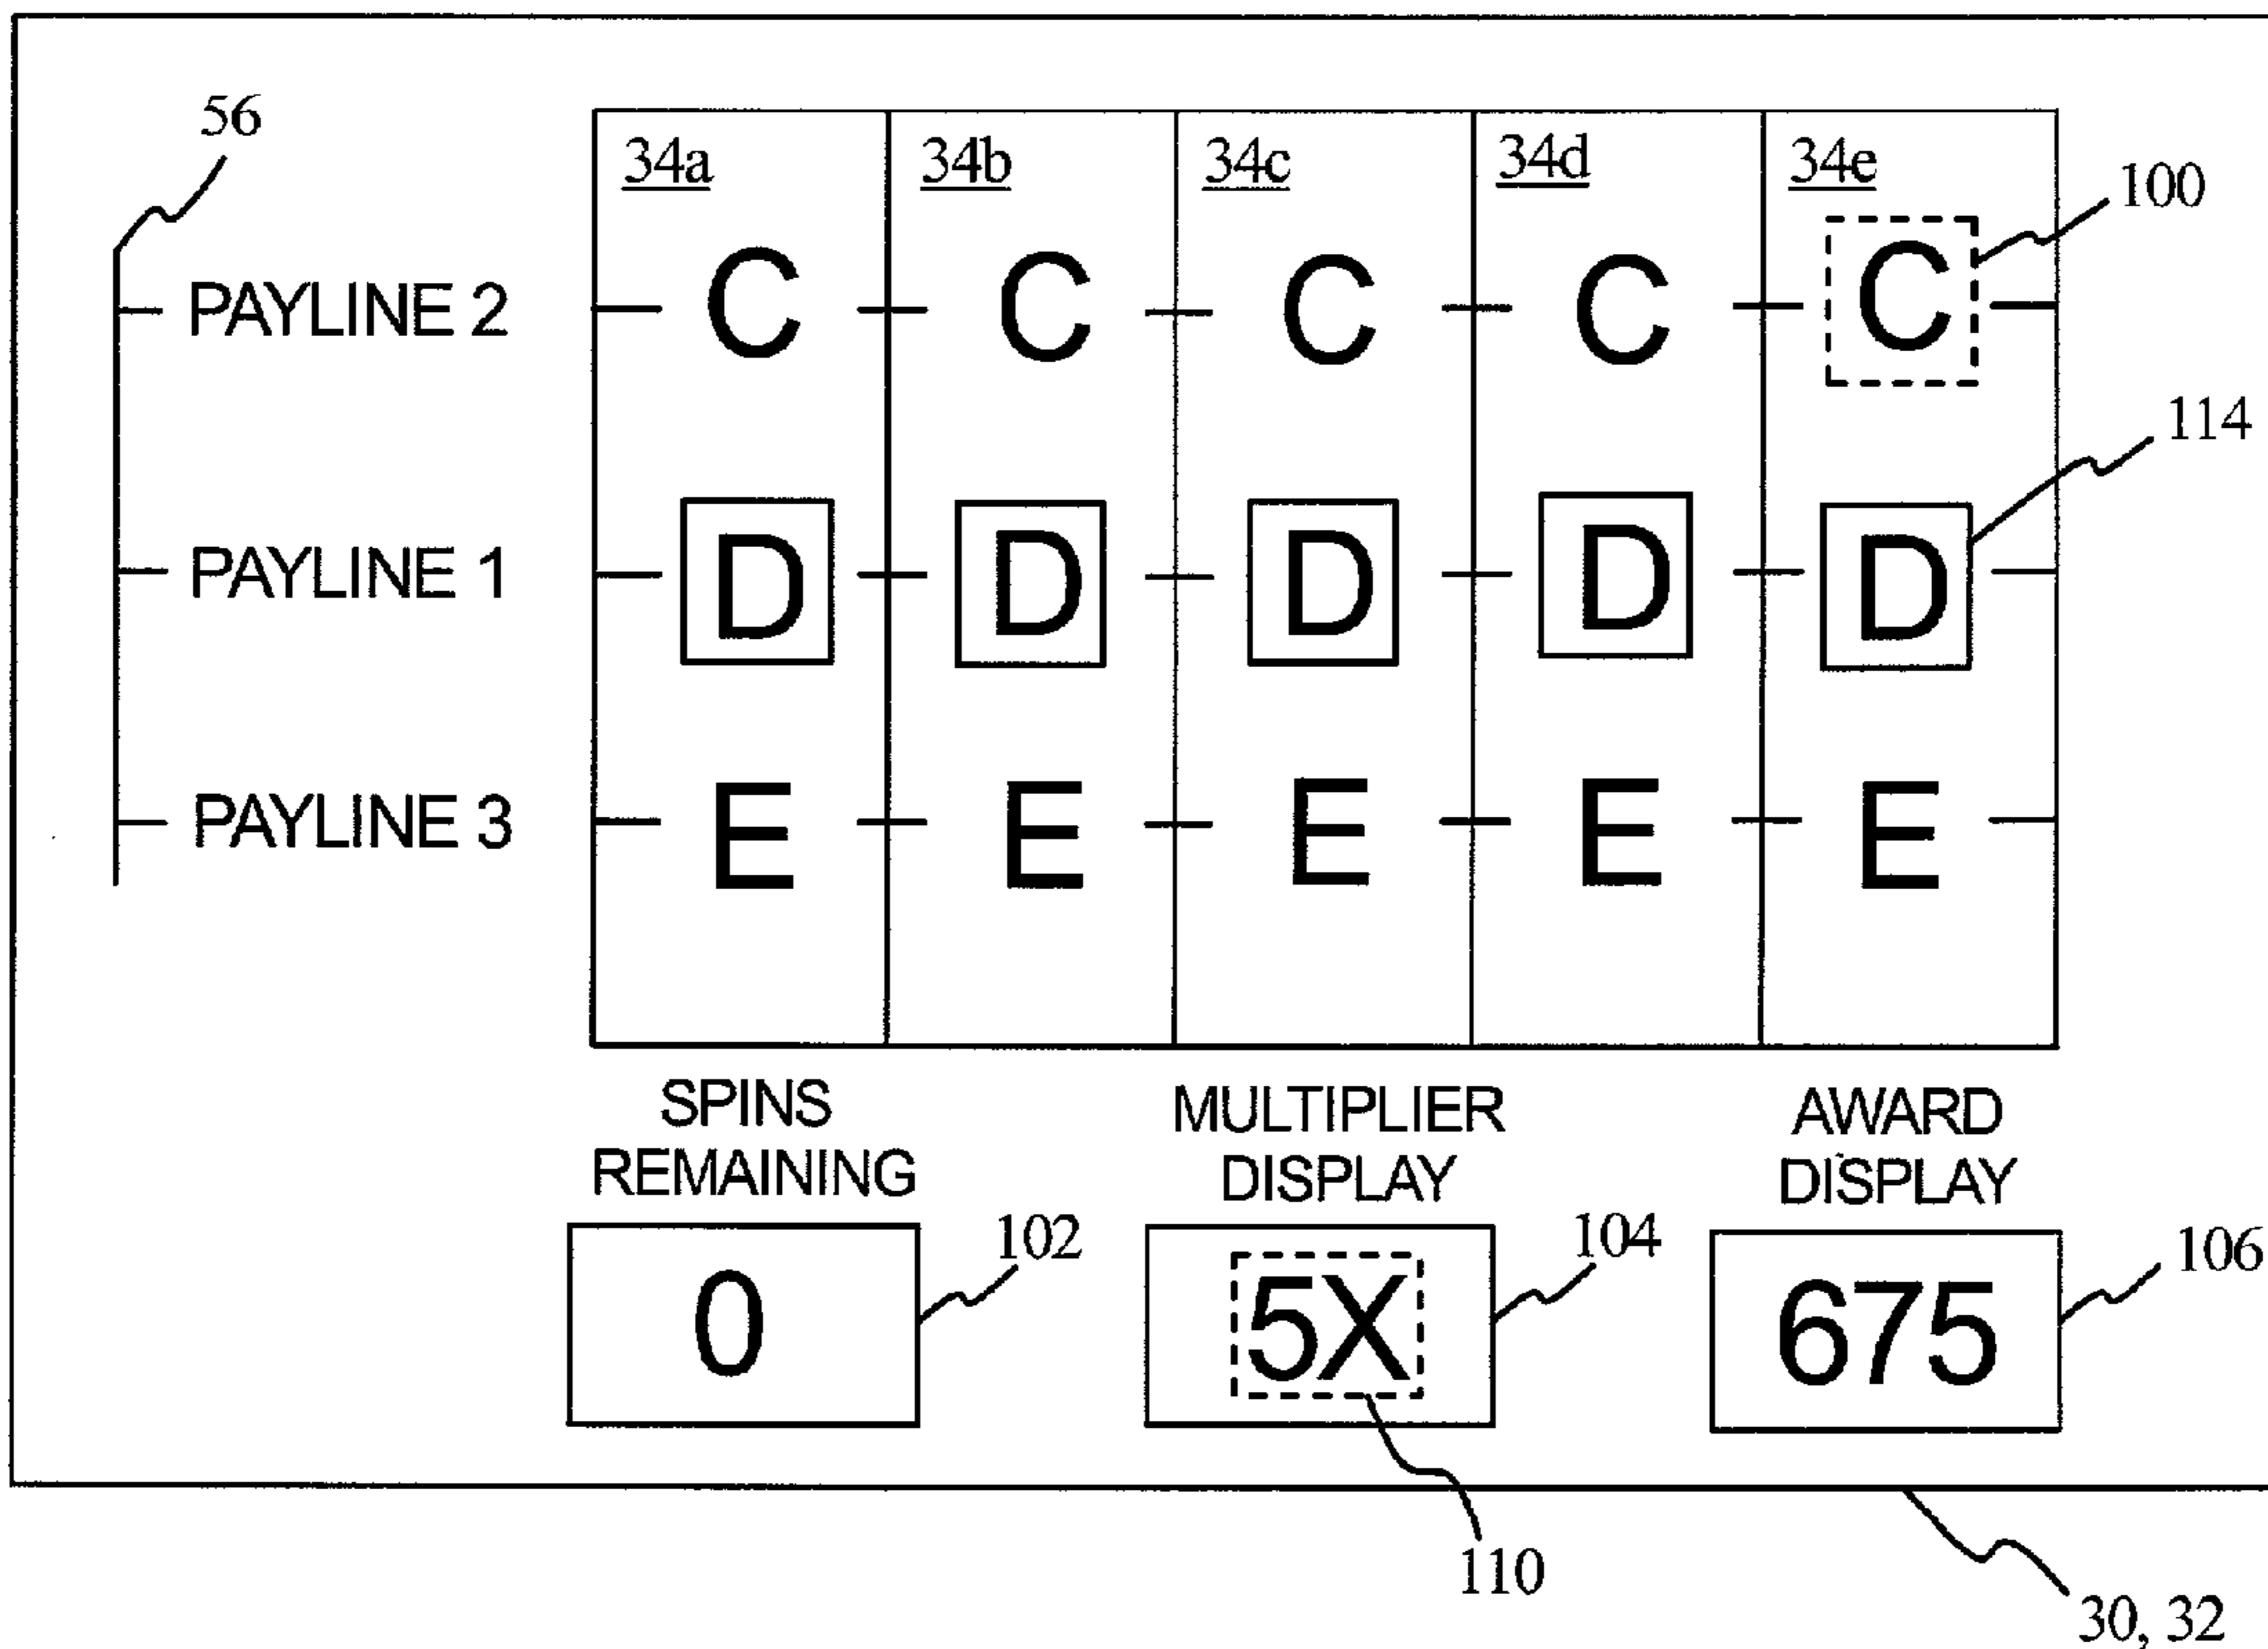 56
34a 34b 34c 34d 34e
100
PAYLINE 2 C C C C C
114
PAYLINE 1 D D D D D
PAYLINE 3 E E E E E
SPINS REMAINING
MULTIPLIER DISPLAY
AWARD DISPLAY
0 102
5X 104
675 106
110
30, 32